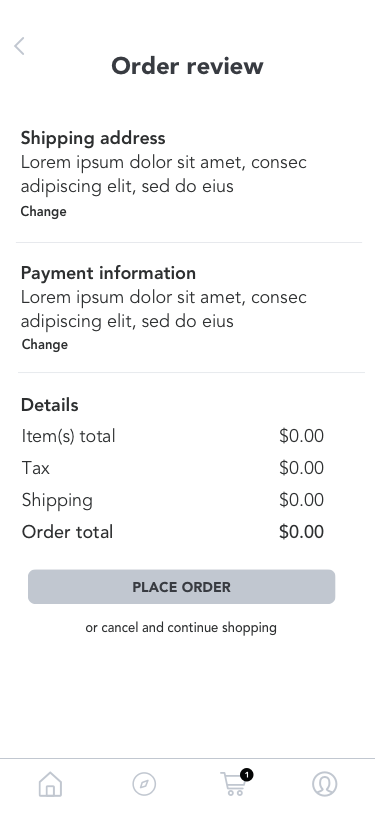 Order review
Shipping address
Lorem ipsum dolor sit amet, consec
adipiscing elit, sed do eius
Change
Payment information
Lorem ipsum dolor sit amet, consec
adipiscing elit, sed do eius
Change
Details
Item(s) total $0.00
Tax $0.00
Shipping $0.00
Order total $0.00
PLACE ORDER
or cancel and continue shopping
1